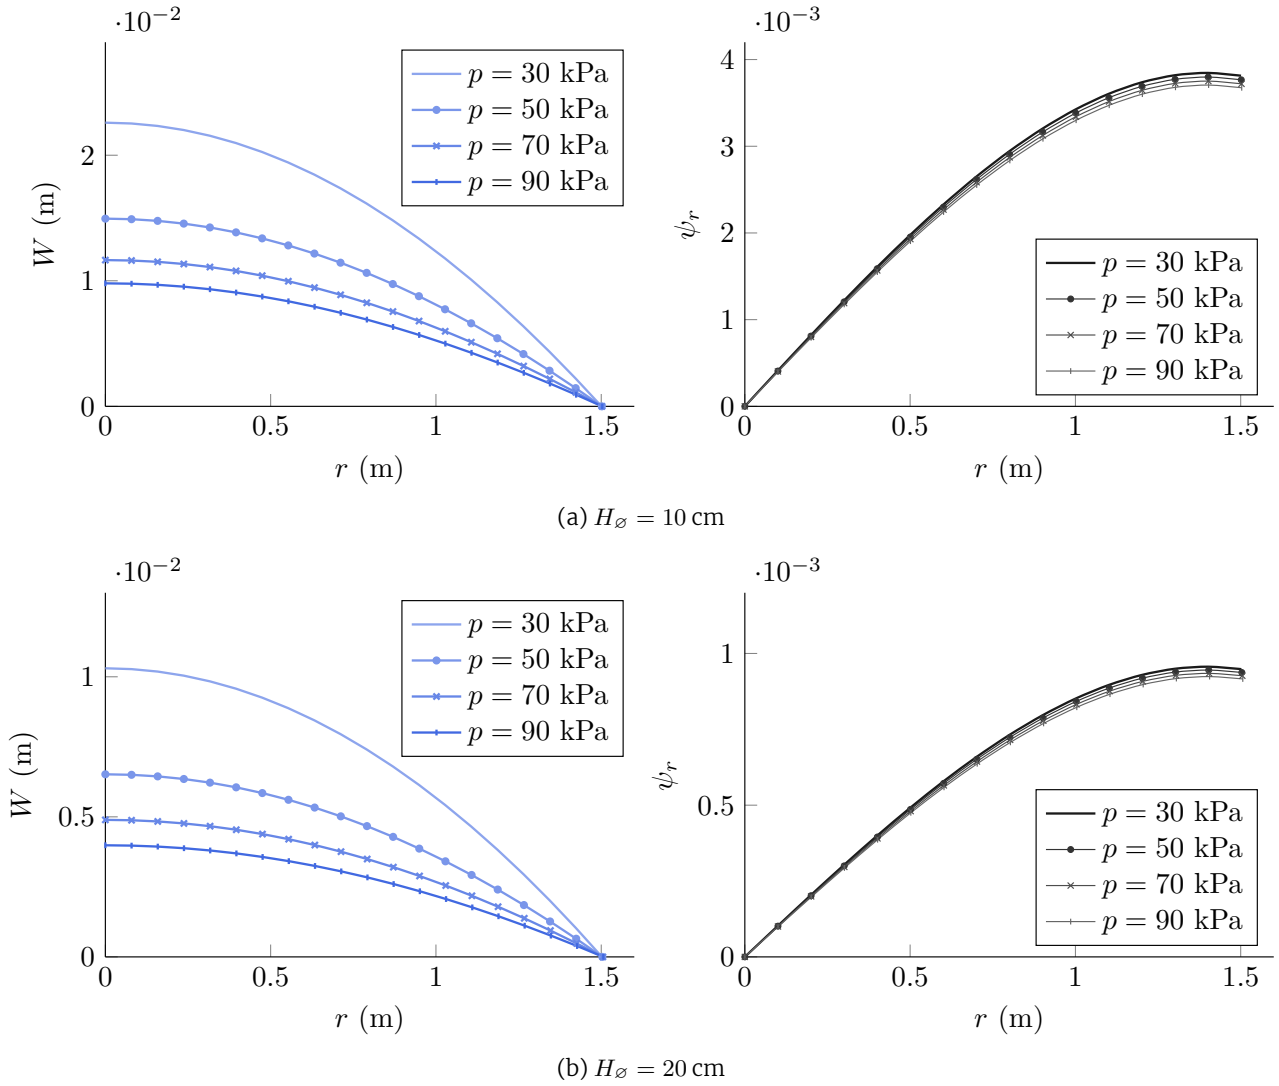 ·10⁻²
2
1
0
W (m)
0
0.5
1
1.5
r (m)
p = 30 kPa
p = 50 kPa
p = 70 kPa
p = 90 kPa
·10⁻³
4
3
2
1
0
ψᵣ
0
0.5
1
1.5
r (m)
p = 30 kPa
p = 50 kPa
p = 70 kPa
p = 90 kPa
(a) H∅ = 10 cm
·10⁻²
1
0.5
0
W (m)
0
0.5
1
1.5
r (m)
p = 30 kPa
p = 50 kPa
p = 70 kPa
p = 90 kPa
·10⁻³
1
0.5
0
ψᵣ
0
0.5
1
1.5
r (m)
p = 30 kPa
p = 50 kPa
p = 70 kPa
p = 90 kPa
(b) H∅ = 20 cm